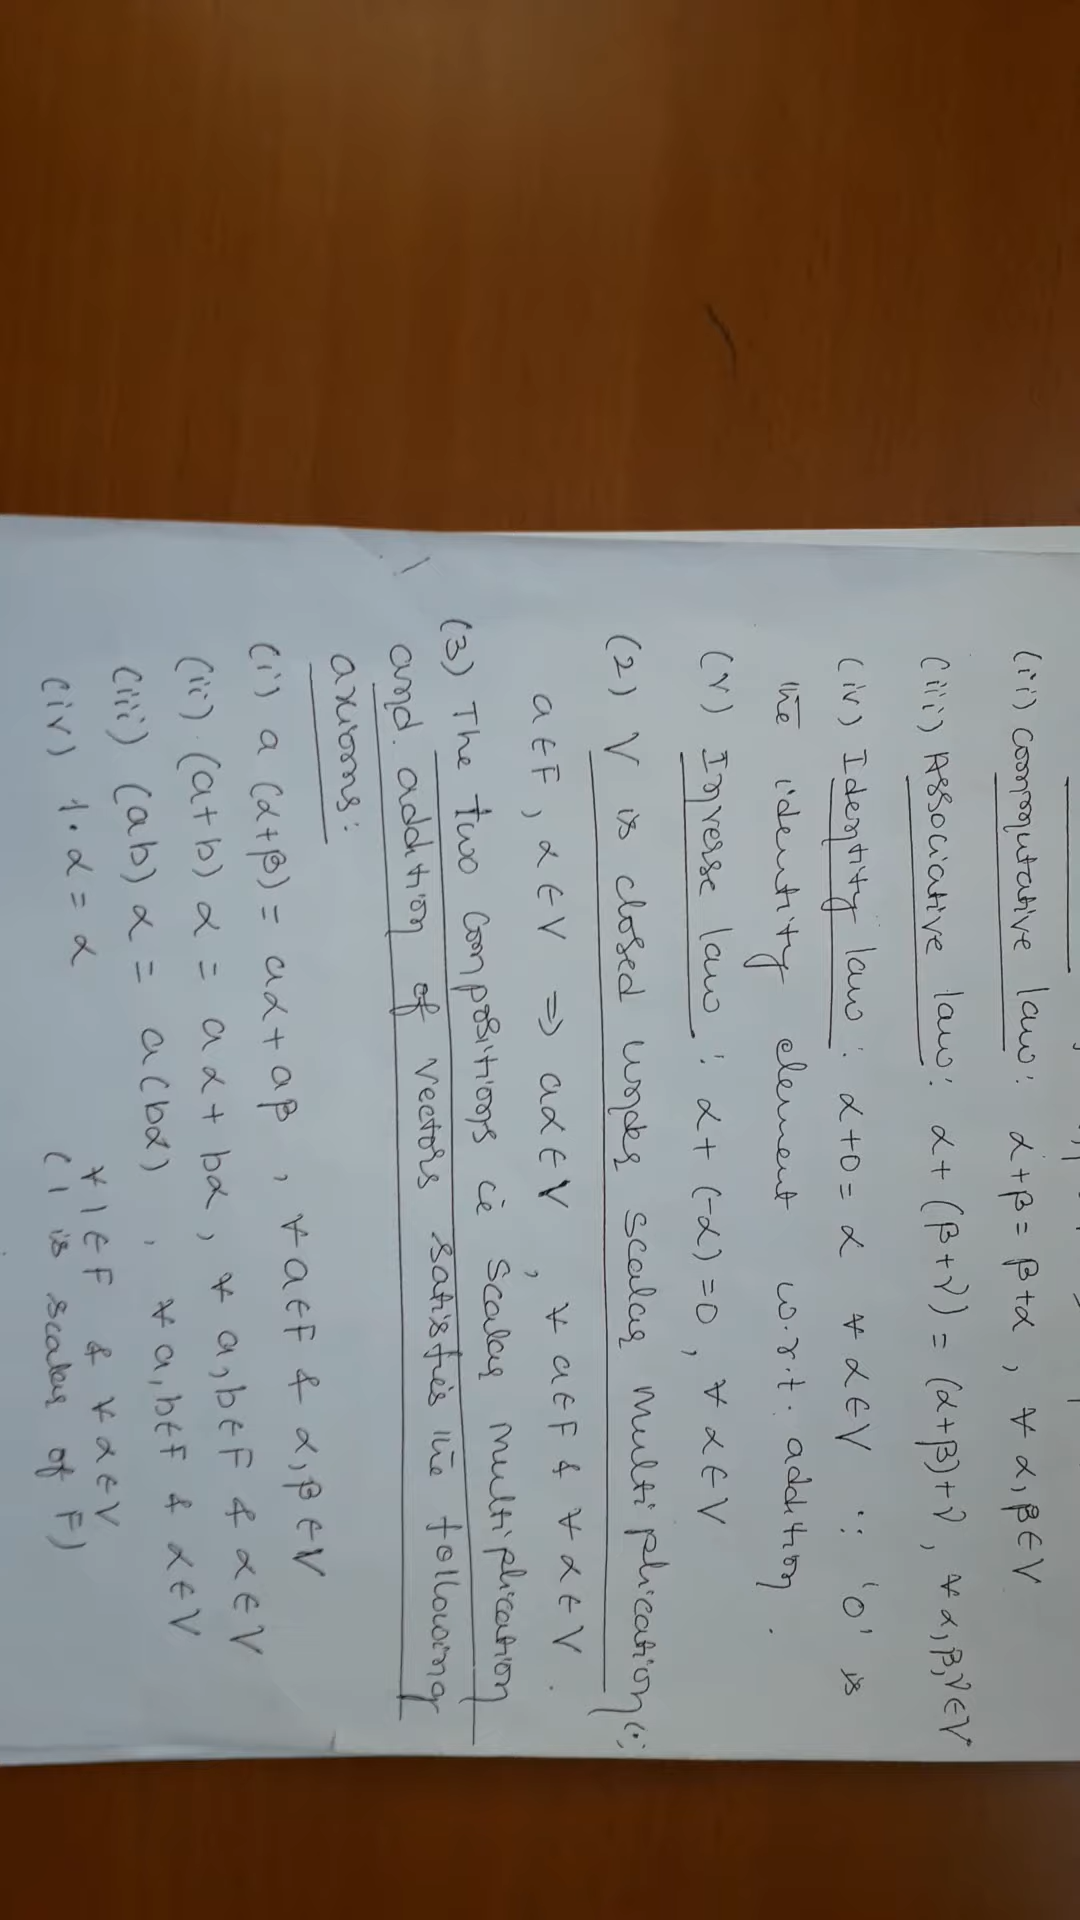 (ii) Commutative law: α+β = β+α, ∀ α,β ∈ V
(iii) Associative law: α+(β+γ) = (α+β)+γ, ∀ α,β,γ ∈ V
(iv) Identity law: α+0 = α ∀ α ∈ V ∵ '0' is
the identity element w.r.t. addition.
(v) Inverse law: α+(-α) = 0, ∀ α ∈ V
(2) V is closed under scalar multiplication:
a ∈ F, α ∈ V ⇒ aα ∈ V, ∀ a ∈ F & ∀ α ∈ V.
(3) The two compositions ie scalar multiplication
and addition of vectors satisfies the following
axioms:
(i) a(α+β) = aα+aβ, ∀ a ∈ F & α,β ∈ V
(ii) (a+b)α = aα+bα, ∀ a,b ∈ F & α ∈ V
(iii) (ab)α = a(bα), ∀ a,b ∈ F & α ∈ V
(iv) 1.α = α ∀ 1 ∈ F & ∀ α ∈ V
(1 is scalar of F)